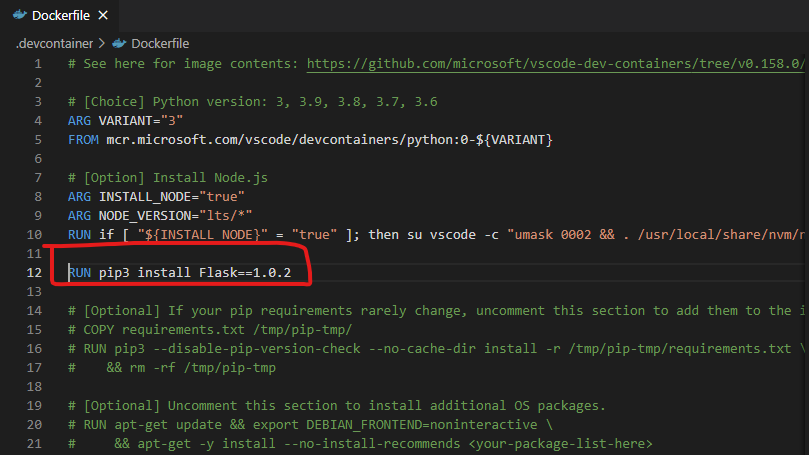 Dockerfile
.devcontainer > Dockerfile
1 # See here for image contents: https://github.com/microsoft/vscode-dev-containers/tree/v0.158.0/
2
3 # [Choice] Python version: 3, 3.9, 3.8, 3.7, 3.6
4 ARG VARIANT="3"
5 FROM mcr.microsoft.com/vscode/devcontainers/python:0-${VARIANT}
6
7 # [Option] Install Node.js
8 ARG INSTALL_NODE="true"
9 ARG NODE_VERSION="lts/*"
10 RUN if [ "${INSTALL_NODE}" = "true" ]; then su vscode -c "umask 0002 && . /usr/local/share/nvm/n
11
12 RUN pip3 install Flask==1.0.2
13
14 # [Optional] If your pip requirements rarely change, uncomment this section to add them to the i
15 # COPY requirements.txt /tmp/pip-tmp/
16 # RUN pip3 --disable-pip-version-check --no-cache-dir install -r /tmp/pip-tmp/requirements.txt \
17 #    && rm -rf /tmp/pip-tmp
18
19 # [Optional] Uncomment this section to install additional OS packages.
20 # RUN apt-get update && export DEBIAN_FRONTEND=noninteractive \
21 #     && apt-get -y install --no-install-recommends <your-package-list-here>